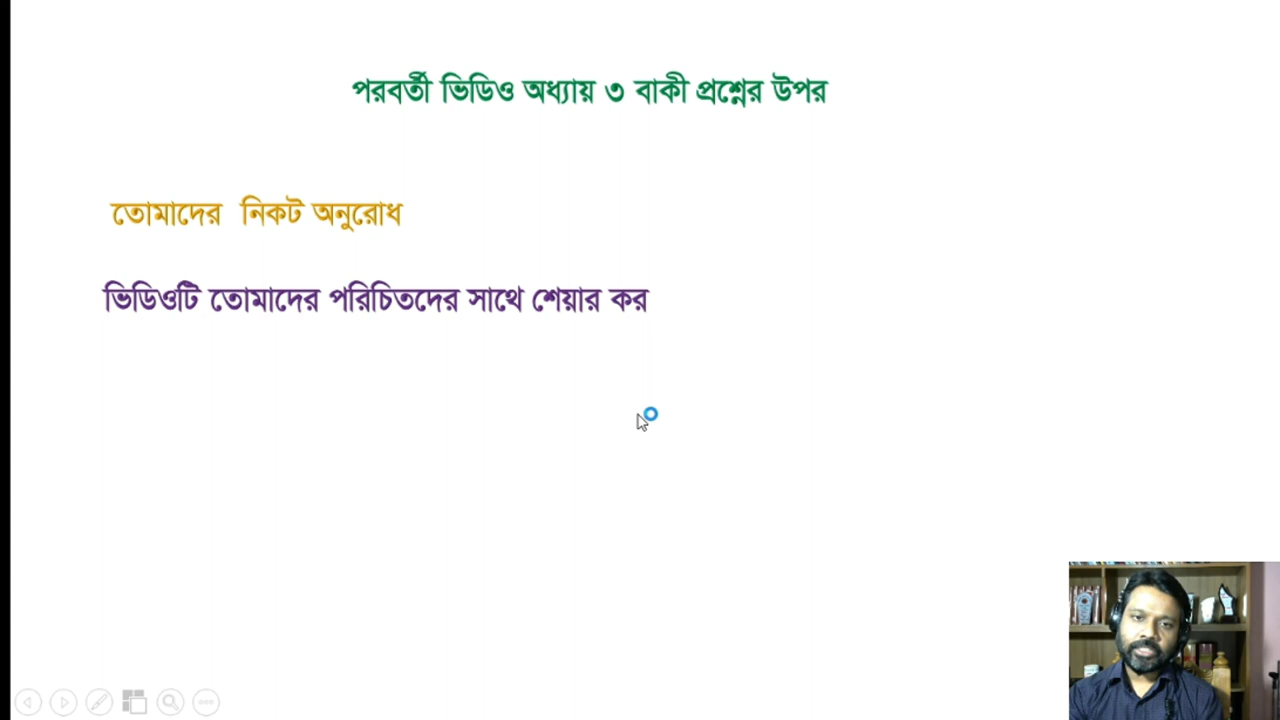 পরবর্তী ভিডিও অধ্যায় ৩ বাকী প্রশ্নের উপর
তোমাদের নিকট অনুরোধ
ভিডিওটি তোমাদের পরিচিতদের সাথে শেয়ার কর